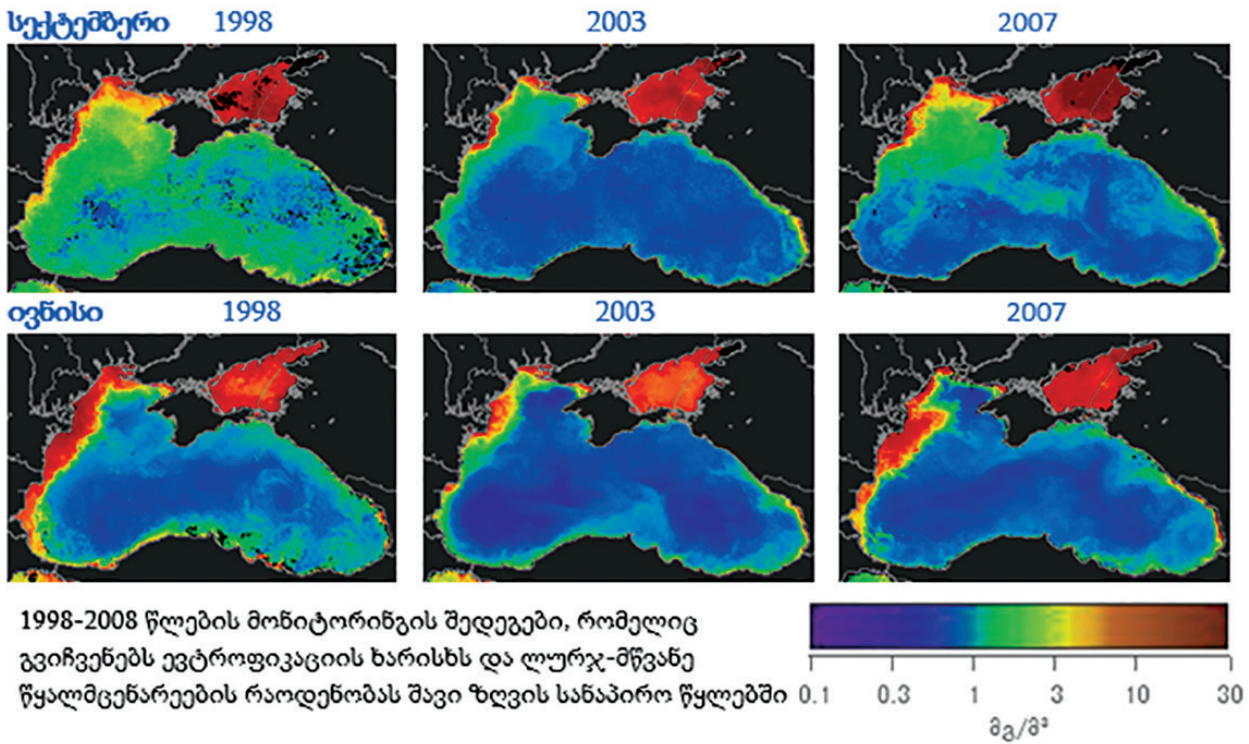 სექტემბერი 1998 2003 2007
ივნისი 1998 2003 2007
1998-2008 წლების მონიტორინგის შედეგები, რომელიც
გვიჩვენებს ევტროფიკაციის ხარისხს და ლურჯ-მწვანე
წყალმცენარეების რაოდენობას შავი ზღვის სანაპირო წყლებში
0.1 0.3 1 3 10 30
მგ/მ³